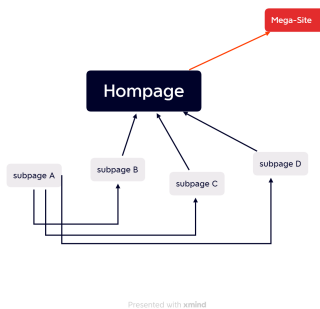 Mega-Site
Hompage
subpage A
subpage B
subpage C
subpage D
Presented with xmind